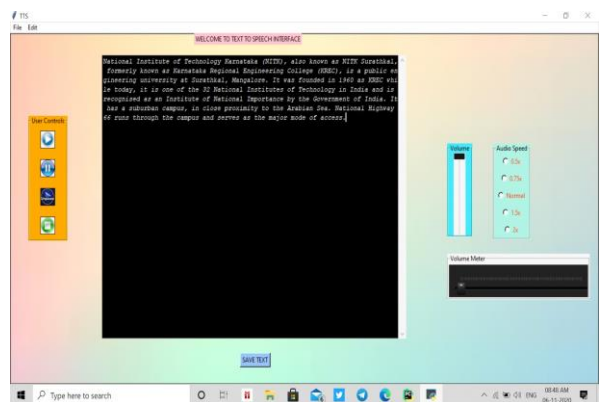 TTS
File Edit
WELCOME TO TEXT TO SPEECH INTERFACE
National Institute of Technology Karnataka (NITK), also known as NITK Surathkal,
formerly known as Karnataka Regional Engineering College (KREC), is a public en
gineering university at Surathkal, Mangalore. It was founded in 1960 as KREC whi
le today, it is one of the 32 National Institutes of Technology in India and is
recognised as an Institute of National Importance by the Government of India. It
has a suburban campus, in close proximity to the Arabian Sea. National Highway
66 runs through the campus and serves as the major mode of access.
User Controls
Volume
Audio Speed
0.5x
0.75x
Normal
1.5x
2x
Volume Meter
SAVE TEXT
Type here to search
ENG
08:48 AM
06-11-2020